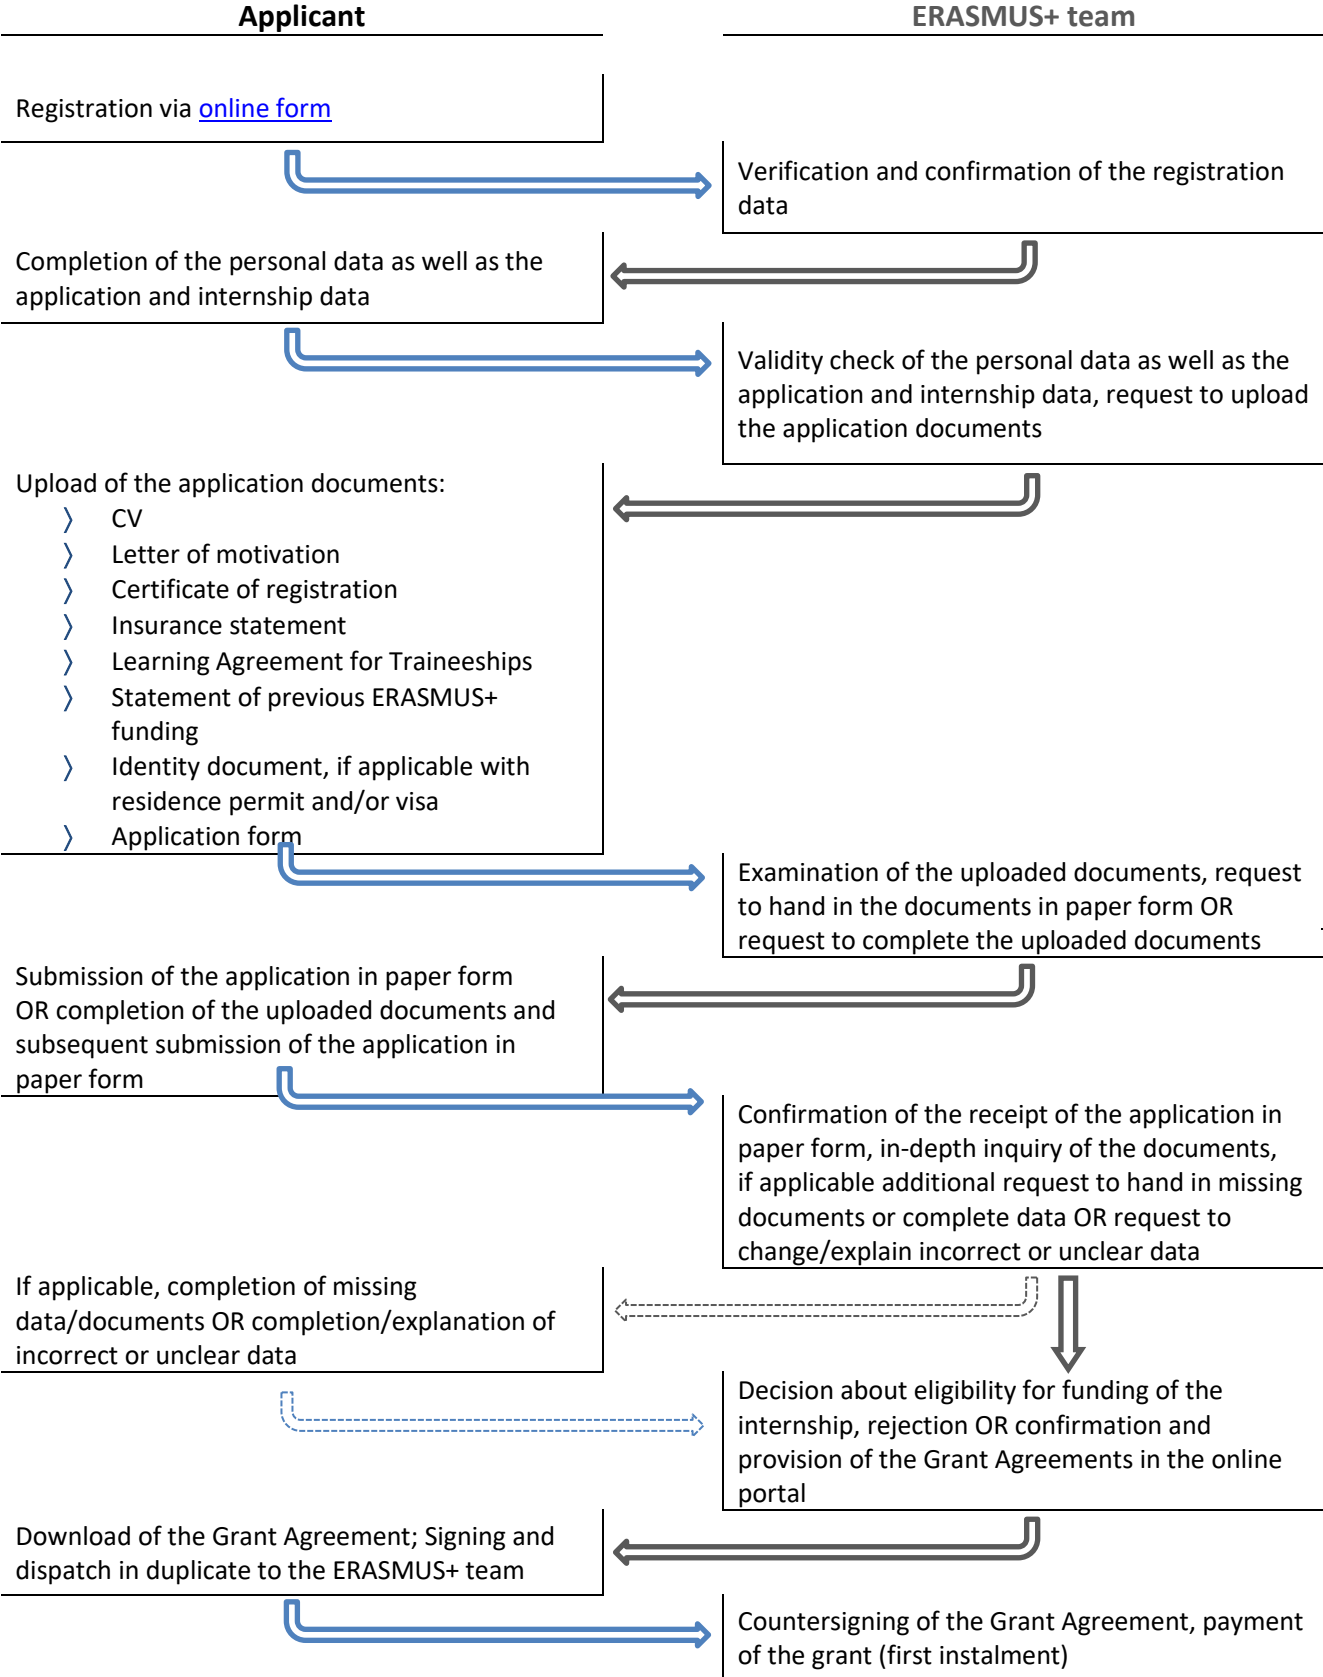 Applicant
ERASMUS+ team
Registration via online form
Verification and confirmation of the registration
data
Completion of the personal data as well as the
application and internship data
Validity check of the personal data as well as the
application and internship data, request to upload
the application documents
Upload of the application documents:
〉 CV
〉 Letter of motivation
〉 Certificate of registration
〉 Insurance statement
〉 Learning Agreement for Traineeships
〉 Statement of previous ERASMUS+
funding
〉 Identity document, if applicable with
residence permit and/or visa
〉 Application form
Examination of the uploaded documents, request
to hand in the documents in paper form OR
request to complete the uploaded documents
Submission of the application in paper form
OR completion of the uploaded documents and
subsequent submission of the application in
paper form
Confirmation of the receipt of the application in
paper form, in-depth inquiry of the documents,
if applicable additional request to hand in missing
documents or complete data OR request to
change/explain incorrect or unclear data
If applicable, completion of missing
data/documents OR completion/explanation of
incorrect or unclear data
Decision about eligibility for funding of the
internship, rejection OR confirmation and
provision of the Grant Agreements in the online
portal
Download of the Grant Agreement; Signing and
dispatch in duplicate to the ERASMUS+ team
Countersigning of the Grant Agreement, payment
of the grant (first instalment)